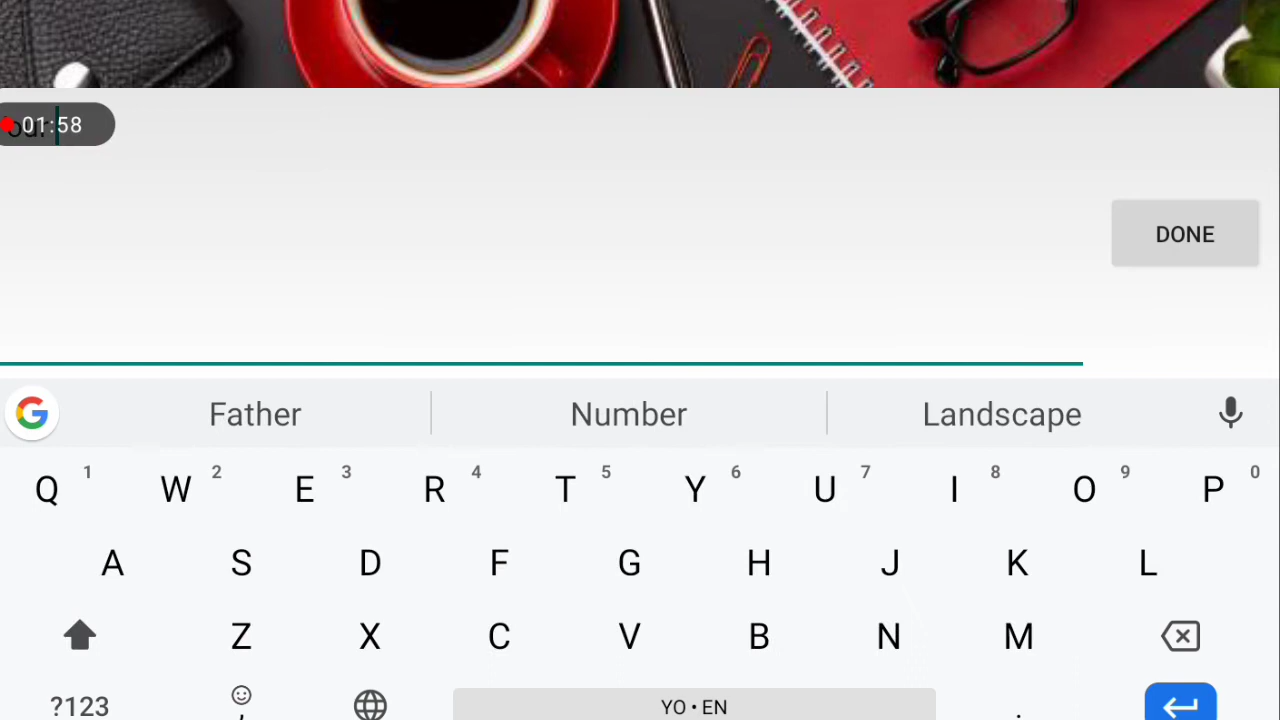 01:58
DONE
Father Number Landscape
Q 1 W 2 E 3 R 4 T 5 Y 6 U 7 I 8 O 9 P 0
A S D F G H J K L
Z X C V B N M
?123 , YO • EN .